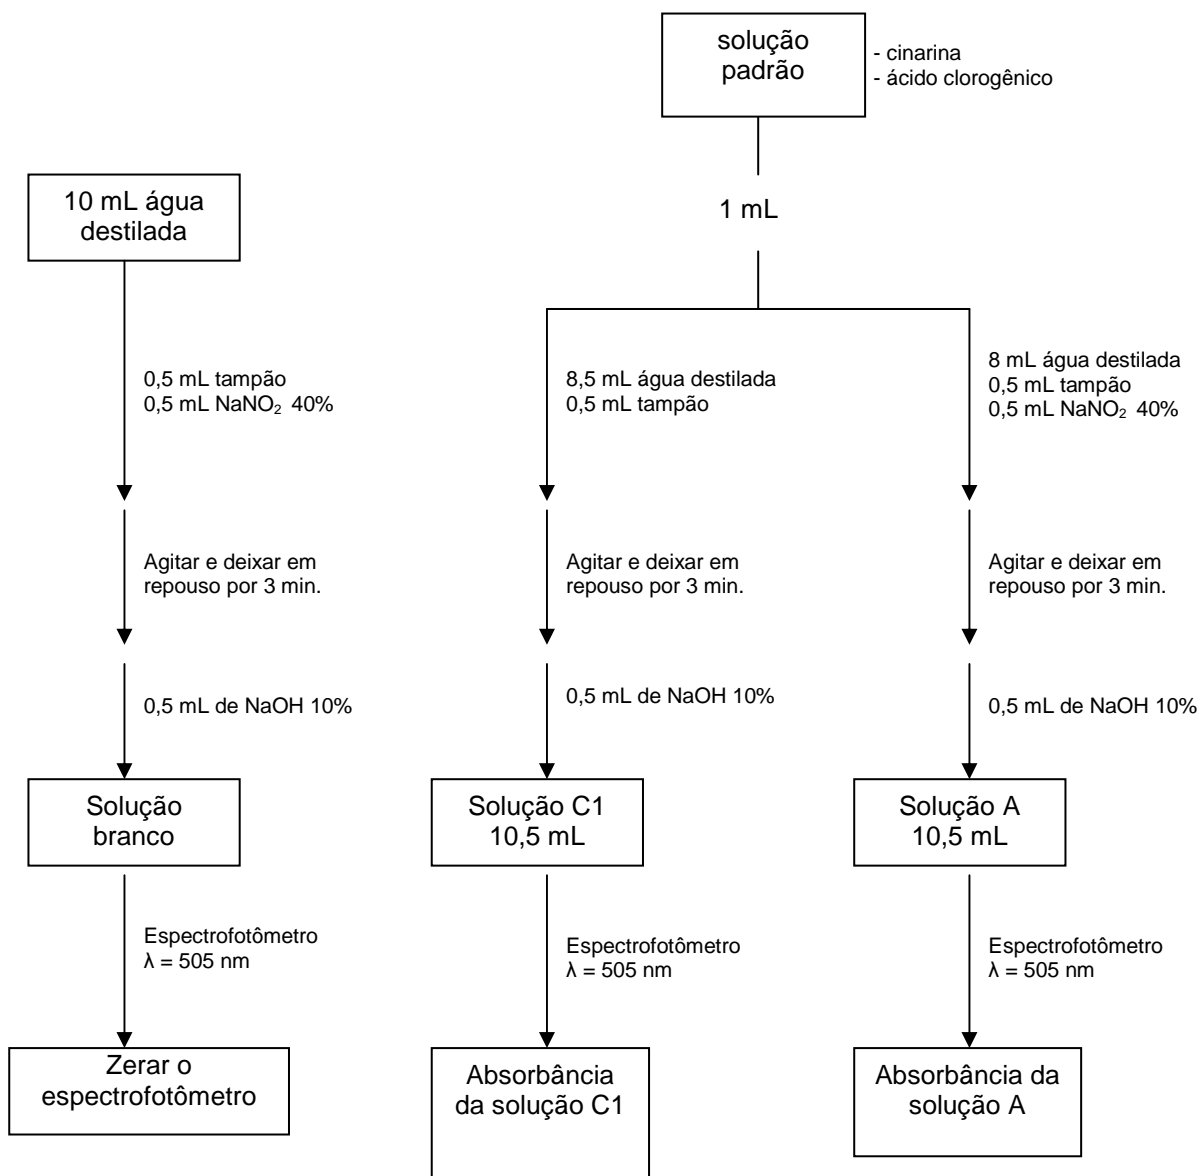 solução
padrão
- cinarina
- ácido clorogênico
1 mL
10 mL água
destilada
0,5 mL tampão
0,5 mL NaNO₂ 40%
Agitar e deixar em
repouso por 3 min.
0,5 mL de NaOH 10%
Solução
branco
Espectrofotômetro
λ = 505 nm
Zerar o
espectrofotômetro
8,5 mL água destilada
0,5 mL tampão
Agitar e deixar em
repouso por 3 min.
0,5 mL de NaOH 10%
Solução C1
10,5 mL
Espectrofotômetro
λ = 505 nm
Absorbância
da solução C1
8 mL água destilada
0,5 mL tampão
0,5 mL NaNO₂ 40%
Agitar e deixar em
repouso por 3 min.
0,5 mL de NaOH 10%
Solução A
10,5 mL
Espectrofotômetro
λ = 505 nm
Absorbância da
solução A